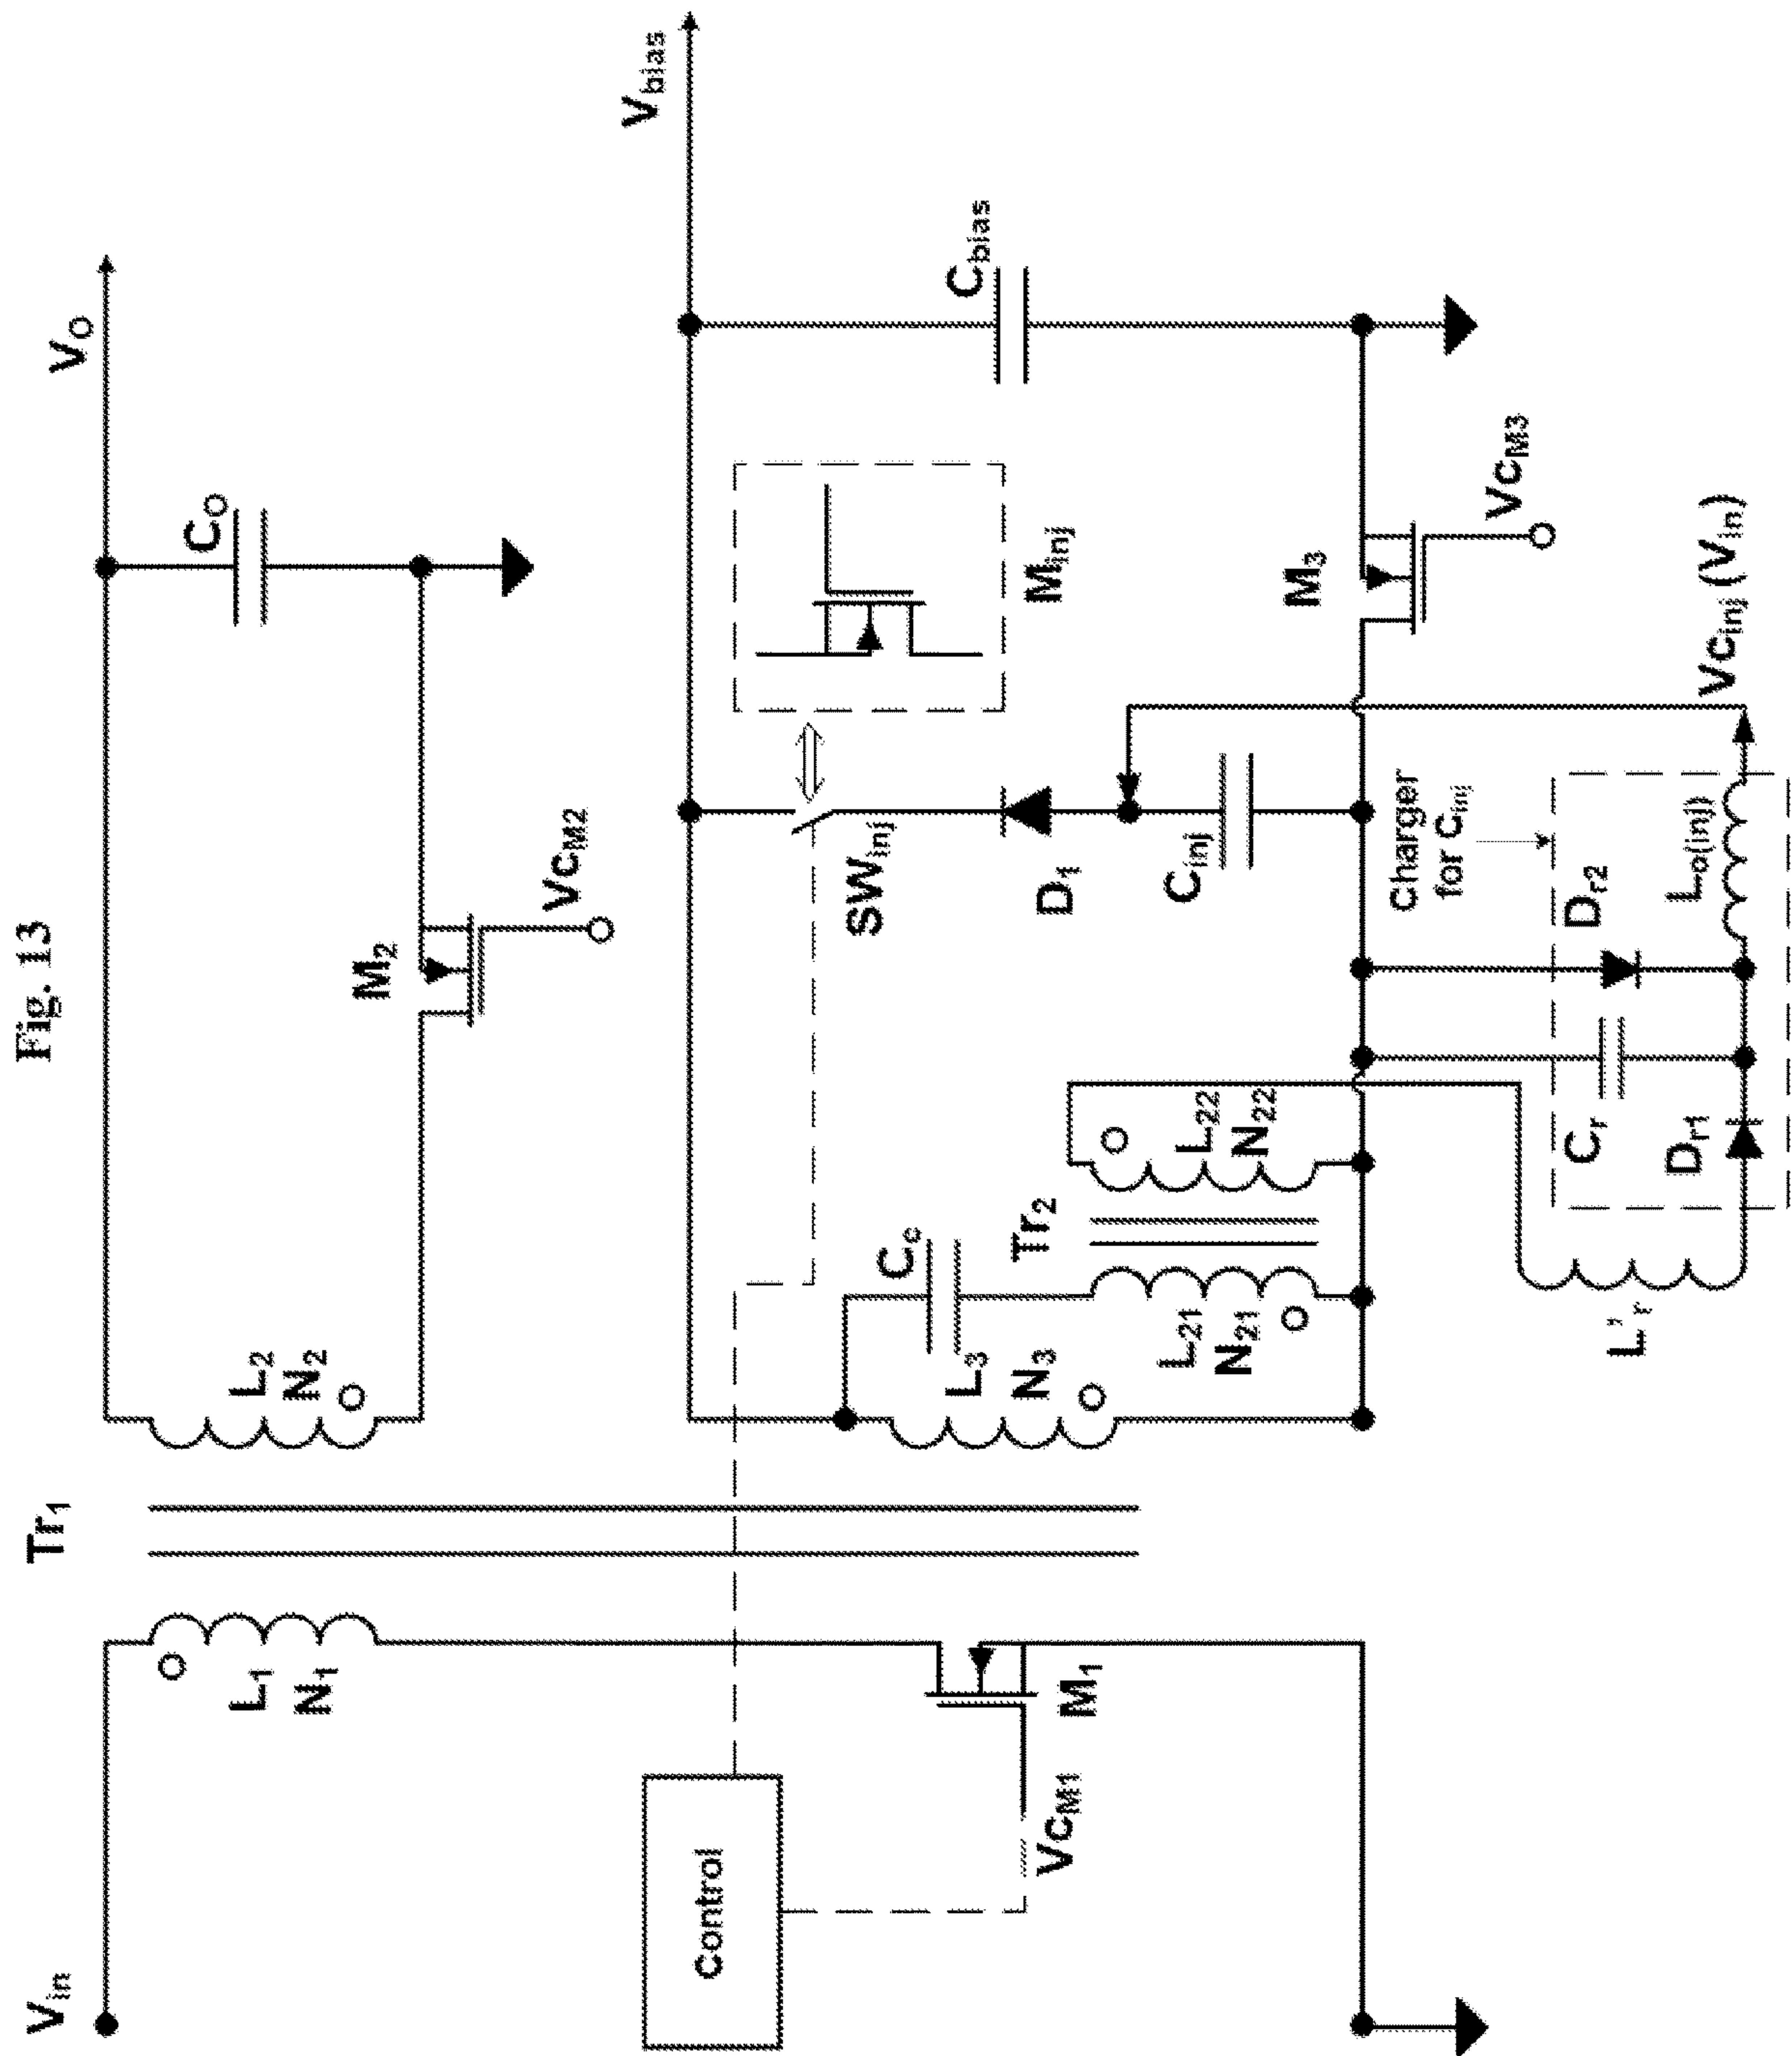 Fig. 13
Vin
Tr1
L1
N1
L2
N2
VO
CO
M2
VcM2
Control
VcM1
M1
Vbias
Cbias
L3
N3
Cc
Tr2
L21
N21
L22
N22
SWinj
Minj
D1
Cinj
M3
VcM3
Charger
for Cinj
Vcinj (Vin)
L'r
Cr
Dr1
Dr2
Lo(inj)